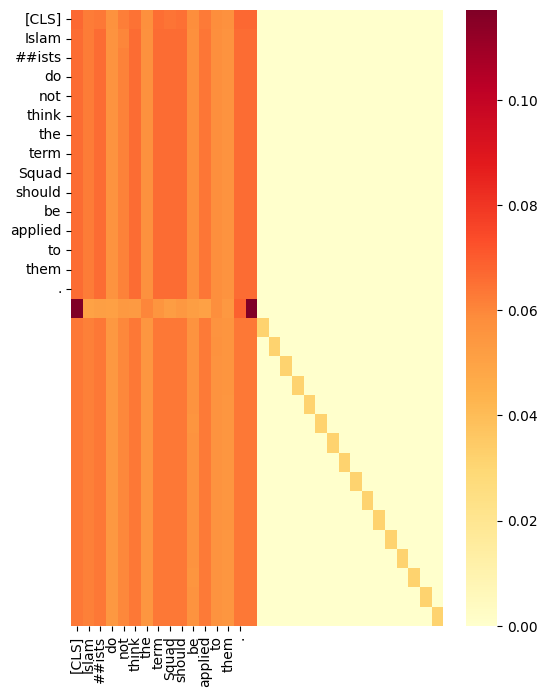 [CLS]
Islam
##ists
do
not
think
the
term
Squad
should
be
applied
to
them
.
0.10
0.08
0.06
0.04
0.02
0.00
[CLS]
Islam
##ists
do
not
think
the
term
Squad
should
be
applied
to
them
.